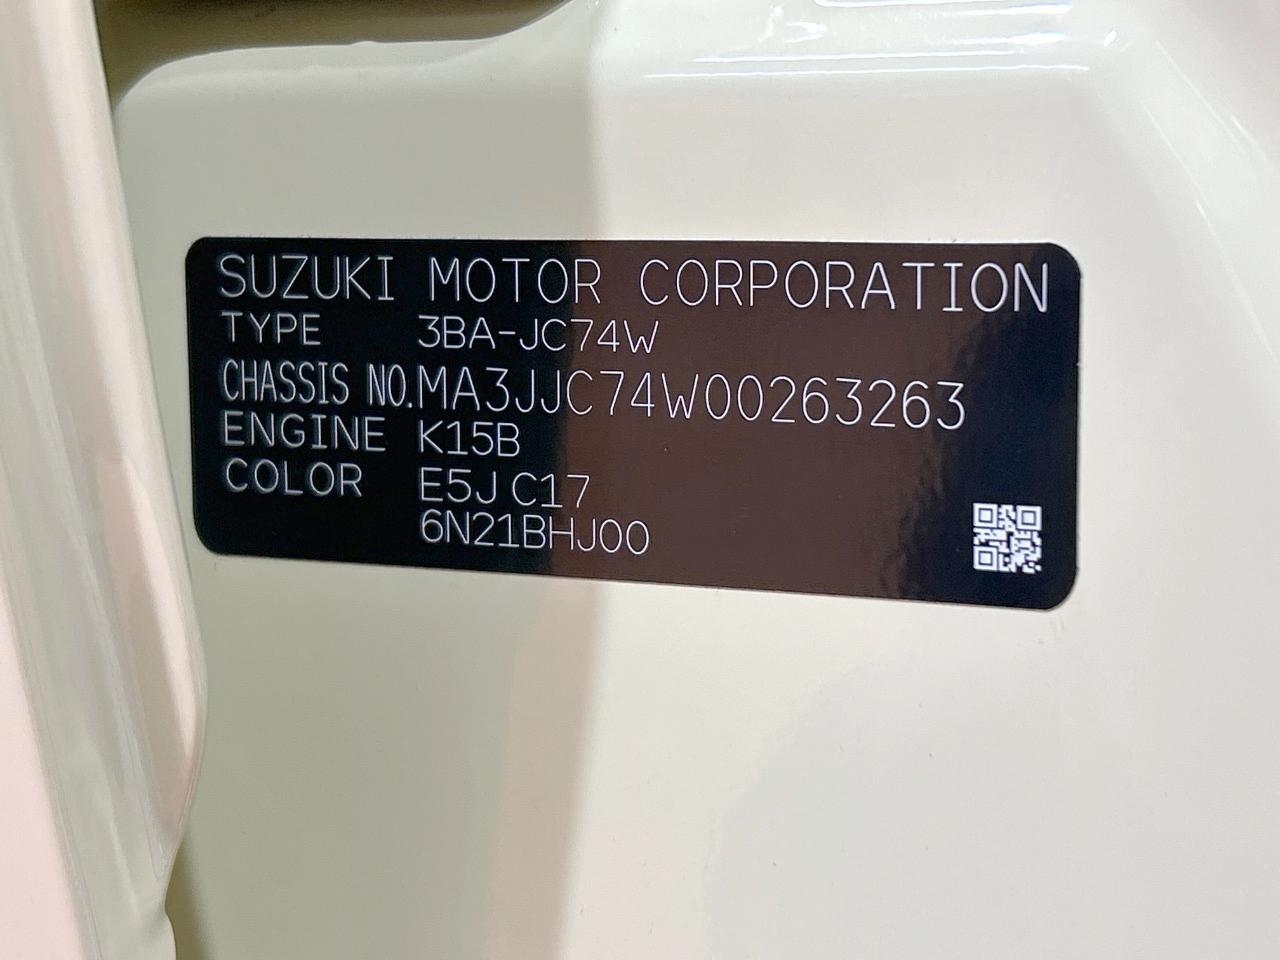 SUZUKI MOTOR CORPORATION
TYPE 3BA-JC74W
CHASSIS NO. MA3JJC74W00263263
ENGINE K15B
COLOR E5J C17
6N21BHJ00